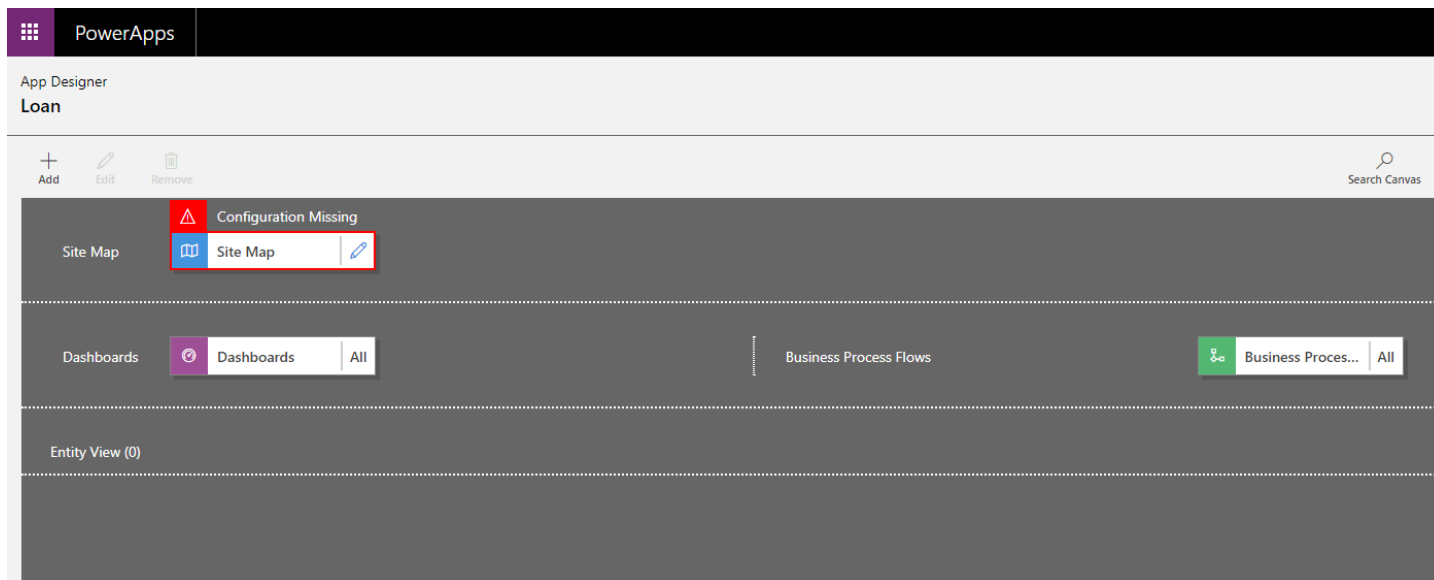 PowerApps
App Designer
Loan
Add Edit Remove Search Canvas
Configuration Missing
Site Map Site Map
Dashboards Dashboards All Business Process Flows Business Proces... All
Entity View (0)